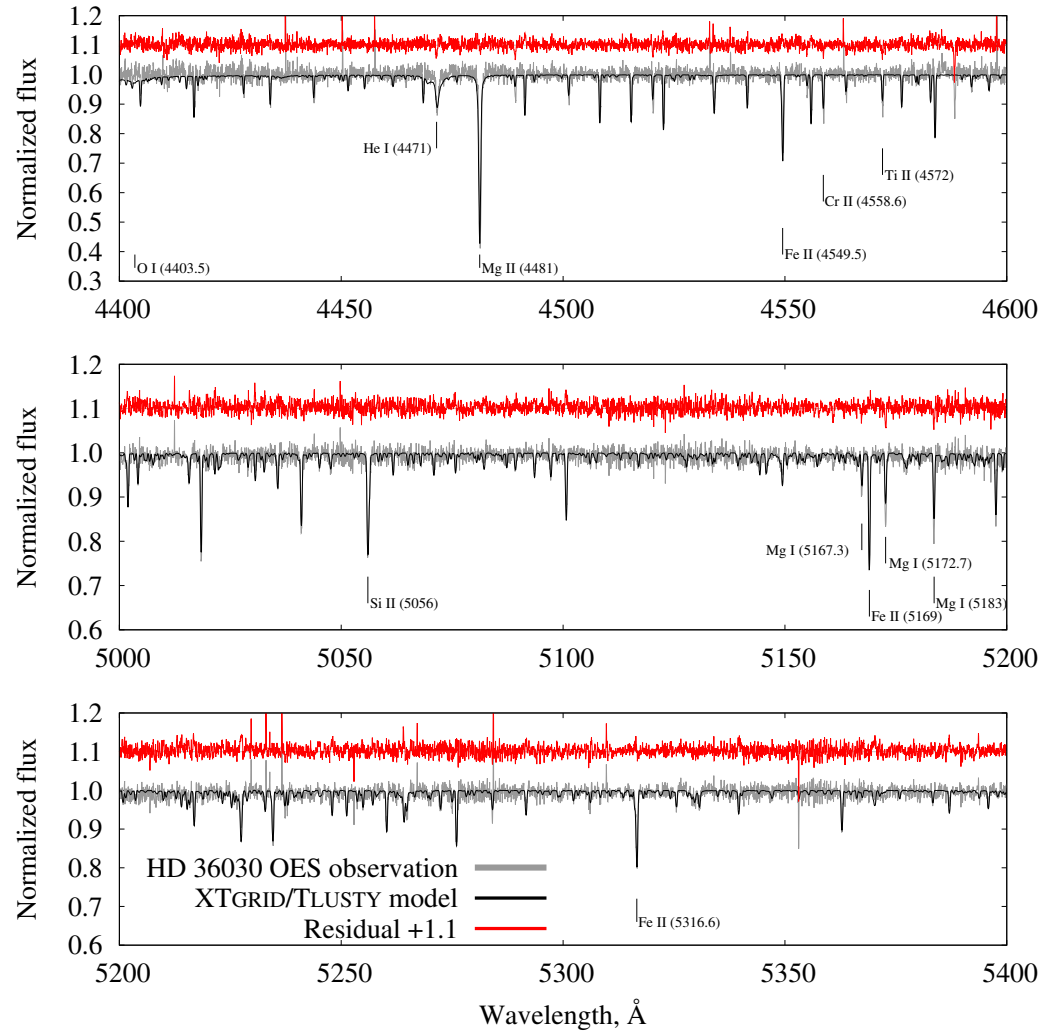 Normalized flux
1.2
1.1
1.0
0.9
0.8
0.7
0.6
0.5
0.4
0.3
He I (4471)
Ti II (4572)
Cr II (4558.6)
Fe II (4549.5)
O I (4403.5)
Mg II (4481)
4400
4450
4500
4550
4600
Normalized flux
1.2
1.1
1.0
0.9
0.8
0.7
0.6
Mg I (5167.3)
Mg I (5172.7)
Si II (5056)
Mg I (5183)
Fe II (5169)
5000
5050
5100
5150
5200
Normalized flux
1.2
1.1
1.0
0.9
0.8
0.7
0.6
HD 36030 OES observation
XTGRID/TLUSTY model
Residual +1.1
Fe II (5316.6)
5200
5250
5300
5350
5400
Wavelength, Å